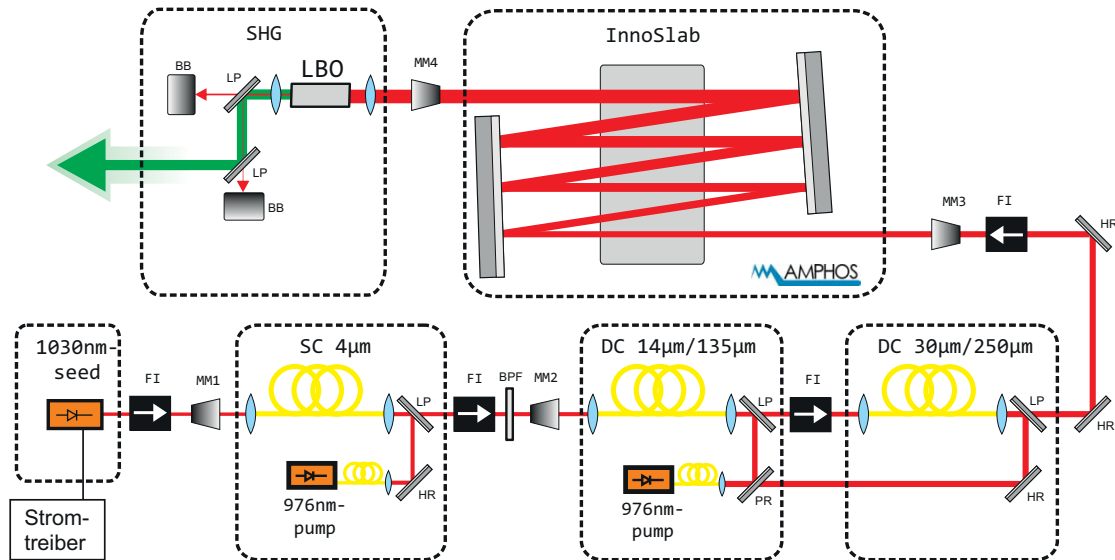 SHG
InnoSlab
BB
LP
LBO
MM4
LP
BB
MM3
FI
HR
AMPHOS
1030nm-
seed
SC 4µm
DC 14µm/135µm
DC 30µm/250µm
FI
MM1
LP
FI
BPF
MM2
LP
FI
LP
HR
976nm-
pump
HR
976nm-
pump
PR
HR
Strom-
treiber